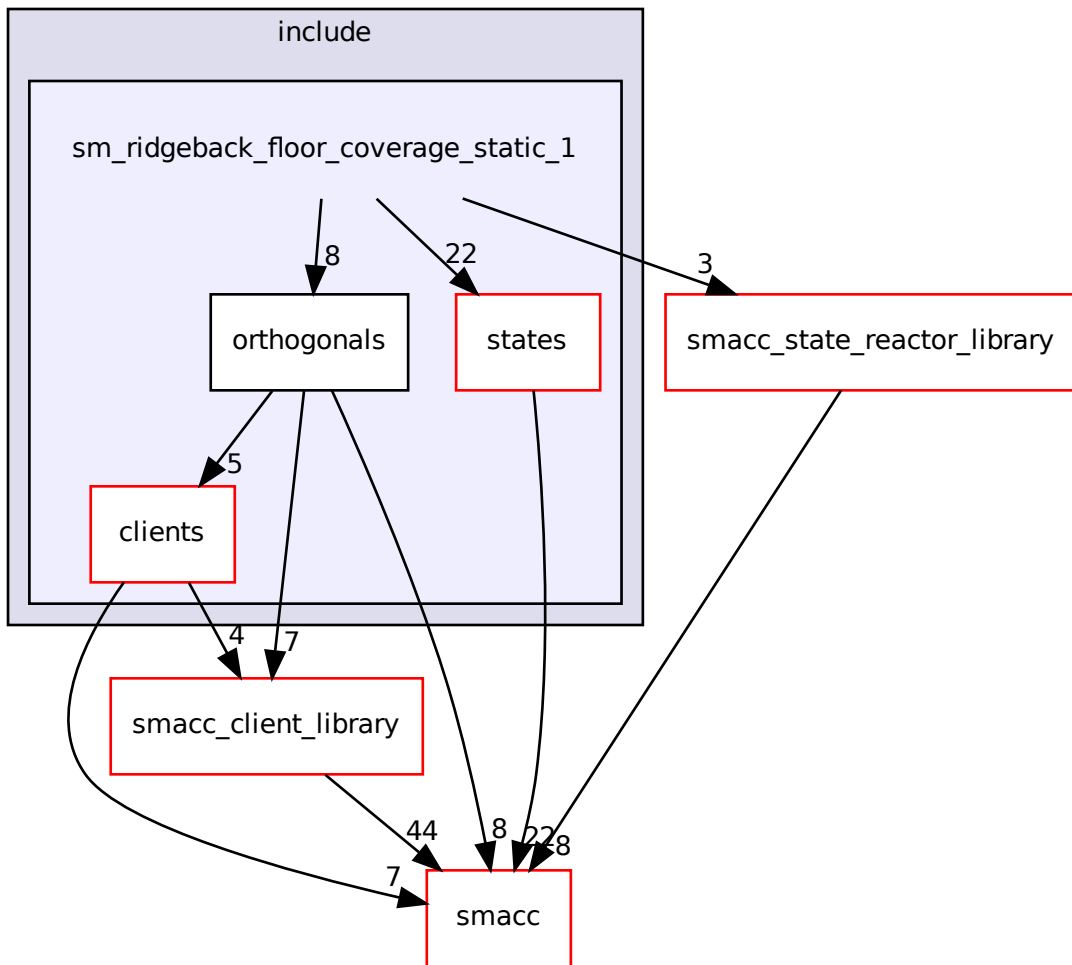 include
sm_ridgeback_floor_coverage_static_1
8
22
3
orthogonals
states
smacc_state_reactor_library
5
clients
4
7
smacc_client_library
44
8
22
8
7
smacc